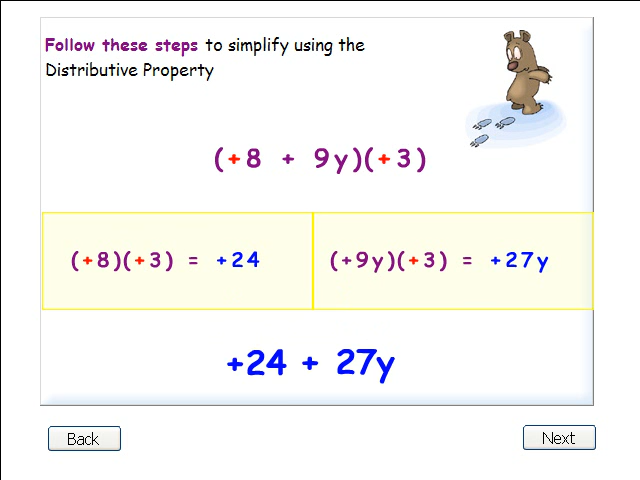 Follow these steps to simplify using the
Distributive Property
(+8 + 9y)(+3)
(+8)(+3) = +24
(+9y)(+3) = +27y
+24 + 27y
Back
Next